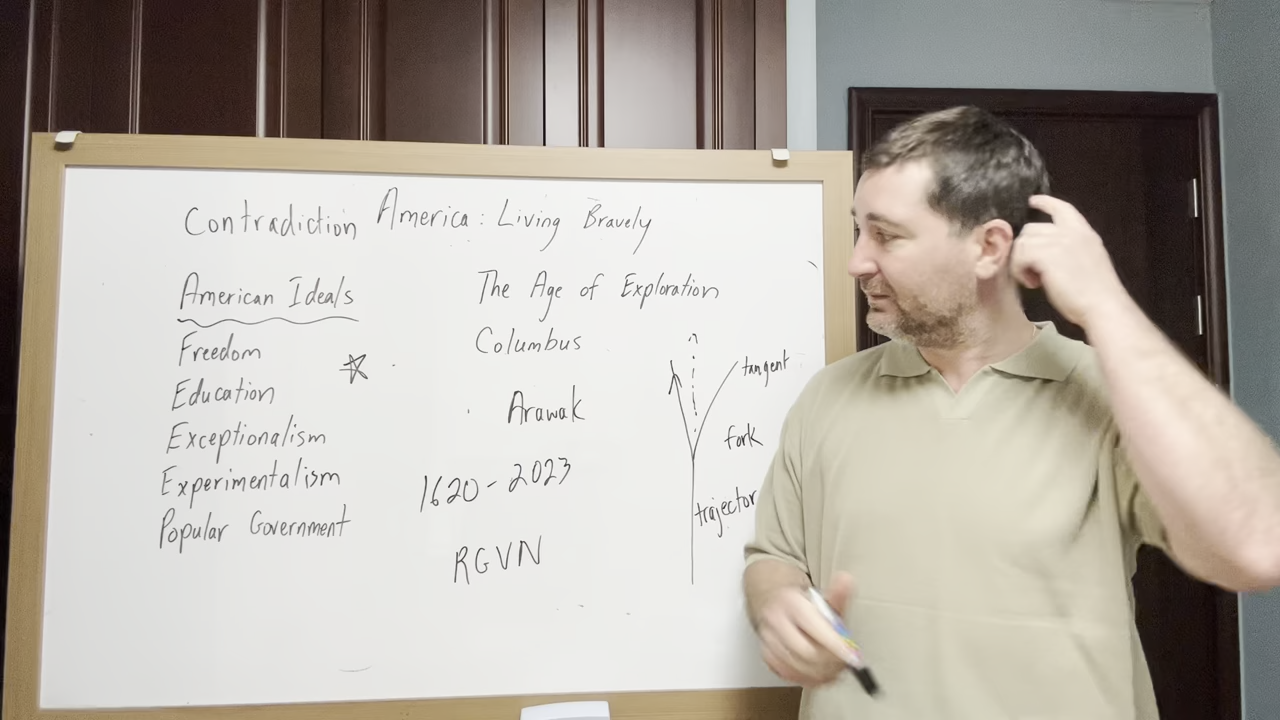 Contradiction America: Living Bravely
American Ideals
Freedom
Education
Exceptionalism
Experimentalism
Popular Government
The Age of Exploration
Columbus
Arawak
1620-2023
RGVN
tangent
fork
trajector